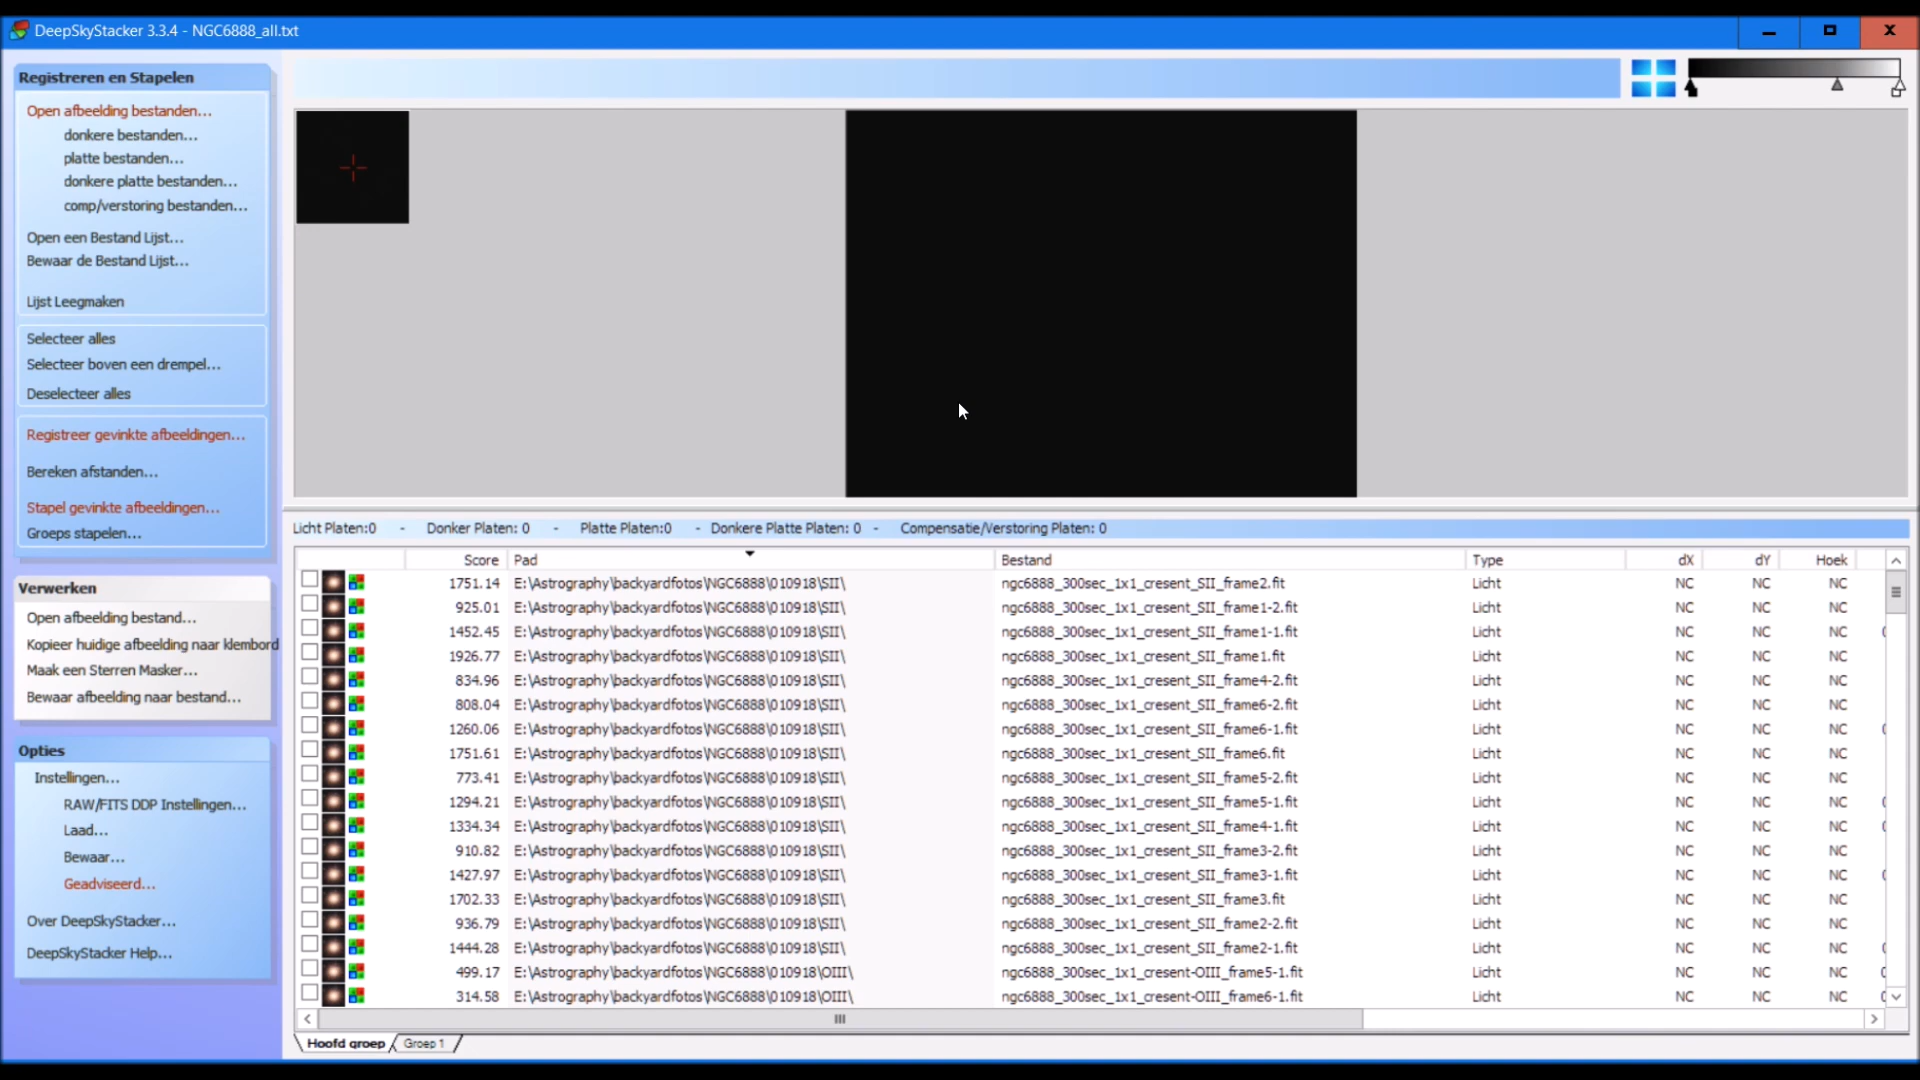 DeepSkyStacker 3.3.4 - NGC6888_all.txt
Registreren en Stapelen
Open afbeelding bestanden...
donkere bestanden...
platte bestanden...
donkere platte bestanden...
comp/verstoring bestanden...
Open een Bestand Lijst...
Bewaar de Bestand Lijst...
Lijst Leegmaken
Selecteer alles
Selecteer boven een drempel...
Deselecteer alles
Registreer gevinkte afbeeldingen...
Bereken afstanden...
Stapel gevinkte afbeeldingen...
Groeps stapelen...
Verwerken
Open afbeelding bestand...
Kopieer huidige afbeelding naar klembord
Maak een Sterren Masker...
Bewaar afbeelding naar bestand...
Opties
Instellingen...
RAW/FITS DDP Instellingen...
Laad...
Bewaar...
Geadviseerd...
Over DeepSkyStacker...
DeepSkyStacker Help...
Licht Platen:0 - Donker Platen: 0 - Platte Platen:0 - Donkere Platte Platen: 0 - Compensatie/Verstoring Platen: 0
Score Pad Bestand Type dX dY Hoek
1751.14 E:\Astrography\backyardfotos\NGC6888\010918\SII\ ngc6888_300sec_1x1_cresent_SII_frame2.fit Licht NC NC NC
925.01 E:\Astrography\backyardfotos\NGC6888\010918\SII\ ngc6888_300sec_1x1_cresent_SII_frame1-2.fit Licht NC NC NC
1452.45 E:\Astrography\backyardfotos\NGC6888\010918\SII\ ngc6888_300sec_1x1_cresent_SII_frame1-1.fit Licht NC NC NC
1926.77 E:\Astrography\backyardfotos\NGC6888\010918\SII\ ngc6888_300sec_1x1_cresent_SII_frame1.fit Licht NC NC NC
834.96 E:\Astrography\backyardfotos\NGC6888\010918\SII\ ngc6888_300sec_1x1_cresent_SII_frame4-2.fit Licht NC NC NC
808.04 E:\Astrography\backyardfotos\NGC6888\010918\SII\ ngc6888_300sec_1x1_cresent_SII_frame6-2.fit Licht NC NC NC
1260.06 E:\Astrography\backyardfotos\NGC6888\010918\SII\ ngc6888_300sec_1x1_cresent_SII_frame6-1.fit Licht NC NC NC
1751.61 E:\Astrography\backyardfotos\NGC6888\010918\SII\ ngc6888_300sec_1x1_cresent_SII_frame6.fit Licht NC NC NC
773.41 E:\Astrography\backyardfotos\NGC6888\010918\SII\ ngc6888_300sec_1x1_cresent_SII_frame5-2.fit Licht NC NC NC
1294.21 E:\Astrography\backyardfotos\NGC6888\010918\SII\ ngc6888_300sec_1x1_cresent_SII_frame5-1.fit Licht NC NC NC
1334.34 E:\Astrography\backyardfotos\NGC6888\010918\SII\ ngc6888_300sec_1x1_cresent_SII_frame4-1.fit Licht NC NC NC
910.82 E:\Astrography\backyardfotos\NGC6888\010918\SII\ ngc6888_300sec_1x1_cresent_SII_frame3-2.fit Licht NC NC NC
1427.97 E:\Astrography\backyardfotos\NGC6888\010918\SII\ ngc6888_300sec_1x1_cresent_SII_frame3-1.fit Licht NC NC NC
1702.33 E:\Astrography\backyardfotos\NGC6888\010918\SII\ ngc6888_300sec_1x1_cresent_SII_frame3.fit Licht NC NC NC
936.79 E:\Astrography\backyardfotos\NGC6888\010918\SII\ ngc6888_300sec_1x1_cresent_SII_frame2-2.fit Licht NC NC NC
1444.28 E:\Astrography\backyardfotos\NGC6888\010918\SII\ ngc6888_300sec_1x1_cresent_SII_frame2-1.fit Licht NC NC NC
499.17 E:\Astrography\backyardfotos\NGC6888\010918\OIII\ ngc6888_300sec_1x1_cresent-OIII_frame5-1.fit Licht NC NC NC
314.58 E:\Astrography\backyardfotos\NGC6888\010918\OIII\ ngc6888_300sec_1x1_cresent-OIII_frame6-1.fit Licht NC NC NC
Hoofd groep Groep 1